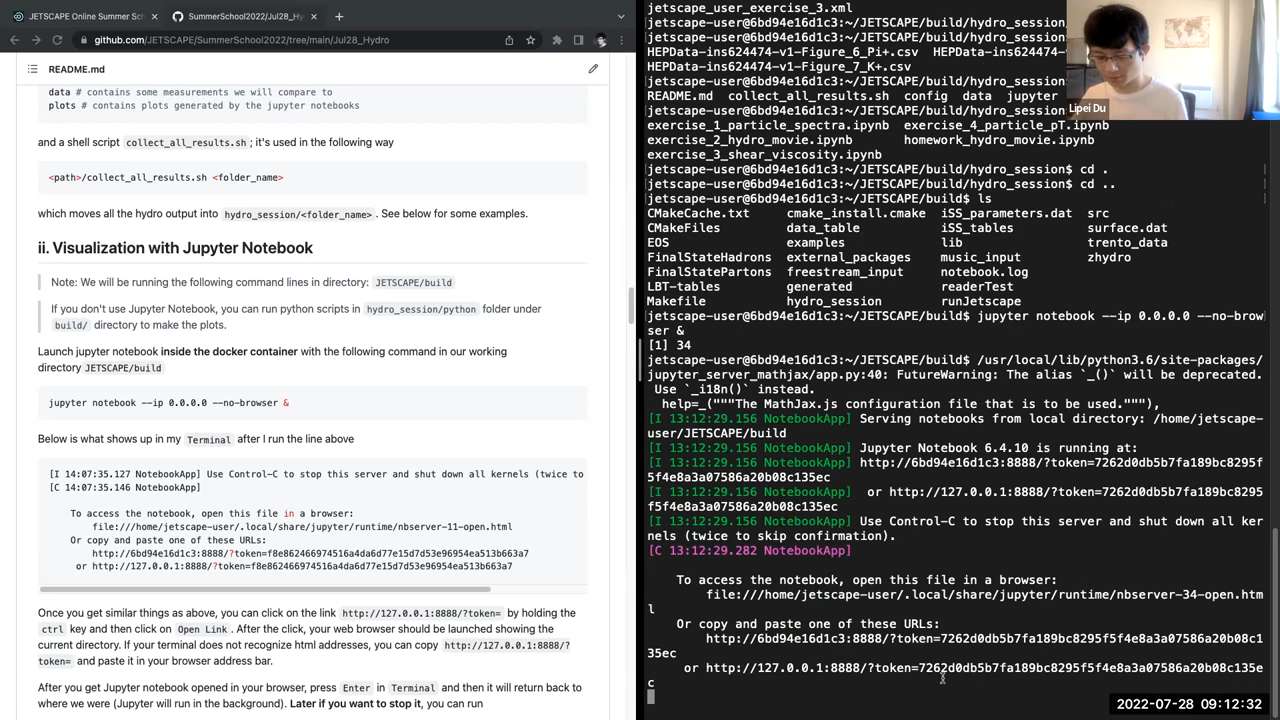 JETSCAPE Online Summer Sch
SummerSchool2022/Jul28_Hydro
github.com/JETSCAPE/SummerSchool2022/tree/main/Jul28_Hydro
README.md
data # contains some measurements we will compare to
plots # contains plots generated by the jupyter notebooks
and a shell script collect_all_results.sh ; it's used in the following way
<path>/collect_all_results.sh <folder_name>
which moves all the hydro output into hydro_session/<folder_name>. See below for some examples.
ii. Visualization with Jupyter Notebook
Note: We will be running the following command lines in directory: JETSCAPE/build
If you don't use Jupyter Notebook, you can run python scripts in hydro_session/python folder under
build/ directory to make the plots.
Launch jupyter notebook inside the docker container with the following command in our working
directory JETSCAPE/build
jupyter notebook --ip 0.0.0.0 --no-browser &
Below is what shows up in my Terminal after I run the line above
[I 14:07:35.127 NotebookApp] Use Control-C to stop this server and shut down all kernels (twice to
[C 14:07:35.146 NotebookApp]
To access the notebook, open this file in a browser:
file:///home/jetscape-user/.local/share/jupyter/runtime/nbserver-11-open.html
Or copy and paste one of these URLs:
http://6bd94e16d1c3:8888/?token=f8e862466974516a4da6d77e15d7d53e96954ea513b663a7
or http://127.0.0.1:8888/?token=f8e862466974516a4da6d77e15d7d53e96954ea513b663a7
Once you get similar things as above, you can click on the link http://127.0.0.1:8888/?token= by holding the
ctrl key and then click on Open Link . After the click, your web browser should be launched showing the
current directory. If your terminal does not recognize html addresses, you can copy http://127.0.0.1:8888/?
token= and paste it in your browser address bar.
After you get Jupyter notebook opened in your browser, press Enter in Terminal and then it will return back to
where we were (Jupyter will run in the background). Later if you want to stop it, you can run
jetscape_user_exercise_3.xml
jetscape-user@6bd94e16d1c3:~/JETSCAPE/build/hydro_session
HEPData-ins624474-v1-Figure_6_Pi+.csv HEPData-ins624474-v1-F
HEPData-ins624474-v1-Figure_7_K+.csv
jetscape-user@6bd94e16d1c3:~/JETSCAPE/build/hydro_session
README.md collect_all_results.sh config data jupyter
jetscape-user@6bd94e16d1c3:~/JETSCAPE/build/hydro_session
exercise_1_particle_spectra.ipynb exercise_4_particle_pT.ipynb
exercise_2_hydro_movie.ipynb homework_hydro_movie.ipynb
exercise_3_shear_viscosity.ipynb
jetscape-user@6bd94e16d1c3:~/JETSCAPE/build/hydro_session$ cd .
jetscape-user@6bd94e16d1c3:~/JETSCAPE/build/hydro_session$ cd ..
jetscape-user@6bd94e16d1c3:~/JETSCAPE/build$ ls
CMakeCache.txt cmake_install.cmake iSS_parameters.dat src
CMakeFiles data_table iSS_tables surface.dat
EOS examples lib trento_data
FinalStateHadrons external_packages music_input zhydro
FinalStatePartons freestream_input notebook.log
LBT-tables generated readerTest
Makefile hydro_session runJetscape
jetscape-user@6bd94e16d1c3:~/JETSCAPE/build$ jupyter notebook --ip 0.0.0.0 --no-brow
ser &
[1] 34
jetscape-user@6bd94e16d1c3:~/JETSCAPE/build$ /usr/local/lib/python3.6/site-packages/
jupyter_server_mathjax/app.py:40: FutureWarning: The alias `_()` will be deprecated.
Use `_i18n()` instead.
help=_("""The MathJax.js configuration file that is to be used."""),
[I 13:12:29.156 NotebookApp] Serving notebooks from local directory: /home/jetscape-
user/JETSCAPE/build
[I 13:12:29.156 NotebookApp] Jupyter Notebook 6.4.10 is running at:
[I 13:12:29.156 NotebookApp] http://6bd94e16d1c3:8888/?token=7262d0db5b7fa189bc8295f
5f4e8a3a07586a20b08c135ec
[I 13:12:29.156 NotebookApp] or http://127.0.0.1:8888/?token=7262d0db5b7fa189bc8295
f5f4e8a3a07586a20b08c135ec
[I 13:12:29.156 NotebookApp] Use Control-C to stop this server and shut down all ker
nels (twice to skip confirmation).
[C 13:12:29.282 NotebookApp]
To access the notebook, open this file in a browser:
file:///home/jetscape-user/.local/share/jupyter/runtime/nbserver-34-open.htm
l
Or copy and paste one of these URLs:
http://6bd94e16d1c3:8888/?token=7262d0db5b7fa189bc8295f5f4e8a3a07586a20b08c1
35ec
or http://127.0.0.1:8888/?token=7262d0db5b7fa189bc8295f5f4e8a3a07586a20b08c135e
c
Lipei Du
2022-07-28 09:12:32